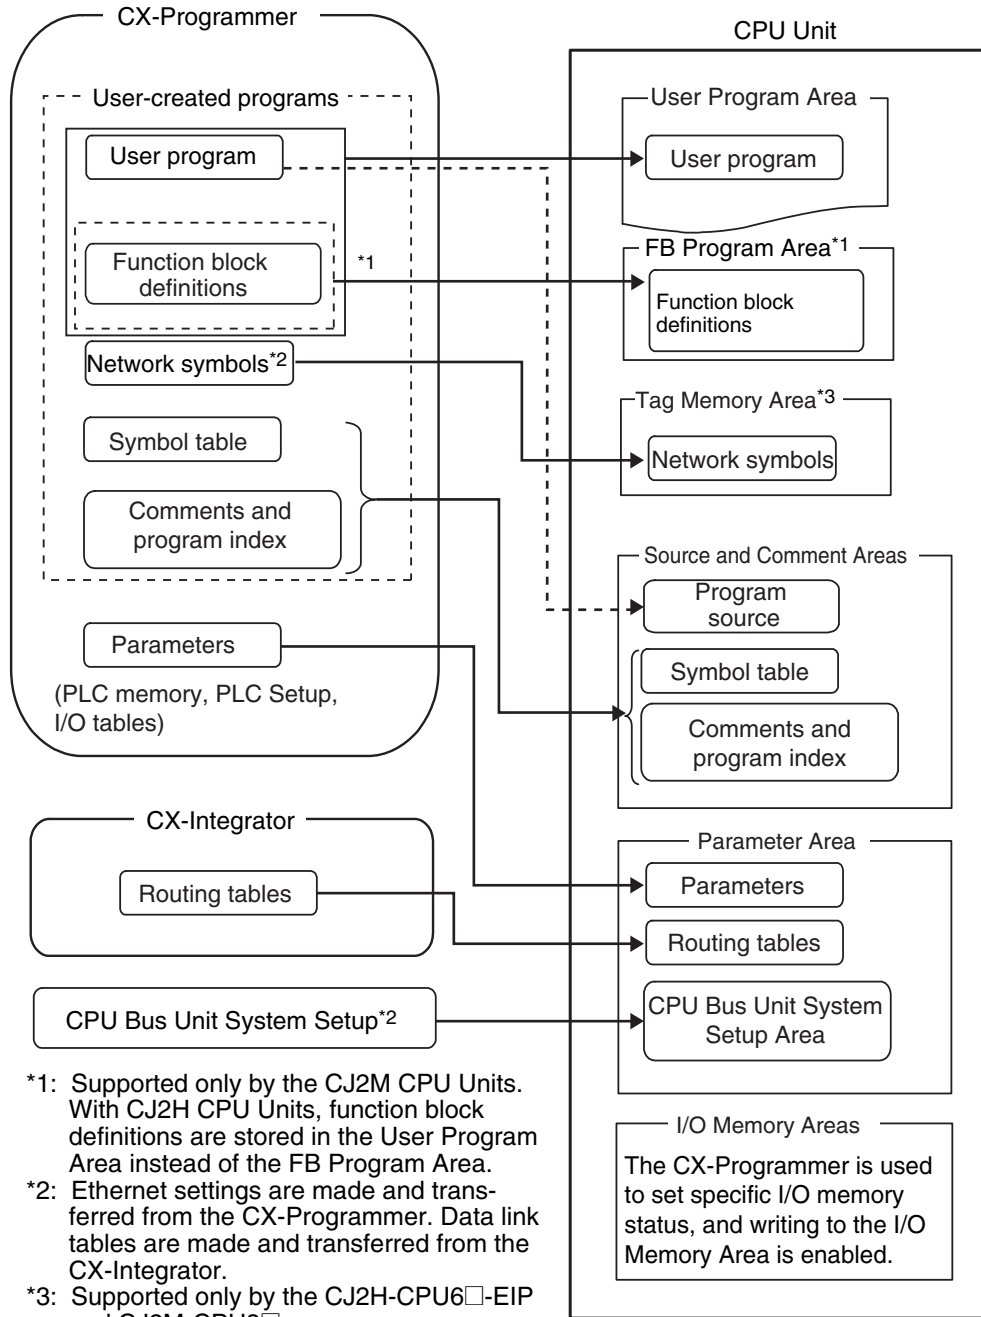 CX-Programmer
User-created programs
User program
Function block
definitions
*1
Network symbols*2
Symbol table
Comments and
program index
Parameters
(PLC memory, PLC Setup,
I/O tables)
CX-Integrator
Routing tables
CPU Bus Unit System Setup*2
*1: Supported only by the CJ2M CPU Units.
With CJ2H CPU Units, function block
definitions are stored in the User Program
Area instead of the FB Program Area.
*2: Ethernet settings are made and trans-
ferred from the CX-Programmer. Data link
tables are made and transferred from the
CX-Integrator.
*3: Supported only by the CJ2H-CPU6□-EIP
CPU Unit
User Program Area
User program
FB Program Area*1
Function block
definitions
Tag Memory Area*3
Network symbols
Source and Comment Areas
Program
source
Symbol table
Comments and
program index
Parameter Area
Parameters
Routing tables
CPU Bus Unit System
Setup Area
I/O Memory Areas
The CX-Programmer is used
to set specific I/O memory
status, and writing to the I/O
Memory Area is enabled.